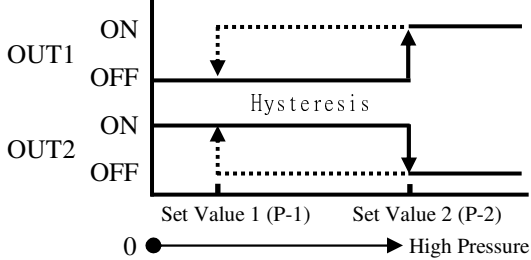 ON
OUT1
OFF
Hysteresis
ON
OUT2
OFF
Set Value 1 (P-1) Set Value 2 (P-2)
0 High Pressure